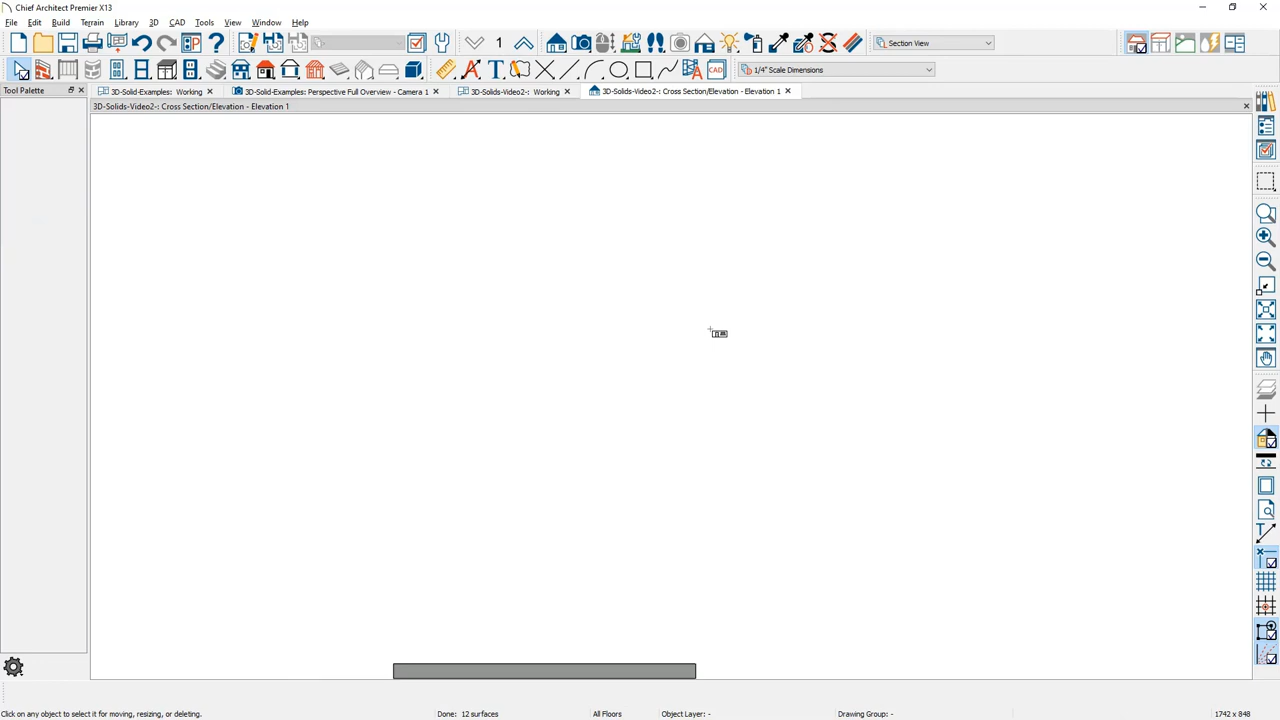 Chief Architect Premier X13
File Edit Build Terrain Library 3D CAD Tools View Window Help
1
Section View
CAD
1/4" Scale Dimensions
Tool Palette
3D-Solid-Examples: Working
3D-Solid-Examples: Perspective Full Overview - Camera 1
3D-Solids-Video2-: Working
3D-Solids-Video2-: Cross Section/Elevation - Elevation 1
3D-Solids-Video2-: Cross Section/Elevation - Elevation 1
Click on any object to select it for moving, resizing, or deleting.
Done: 12 surfaces
All Floors
Object Layer: -
Drawing Group: -
1742 x 848